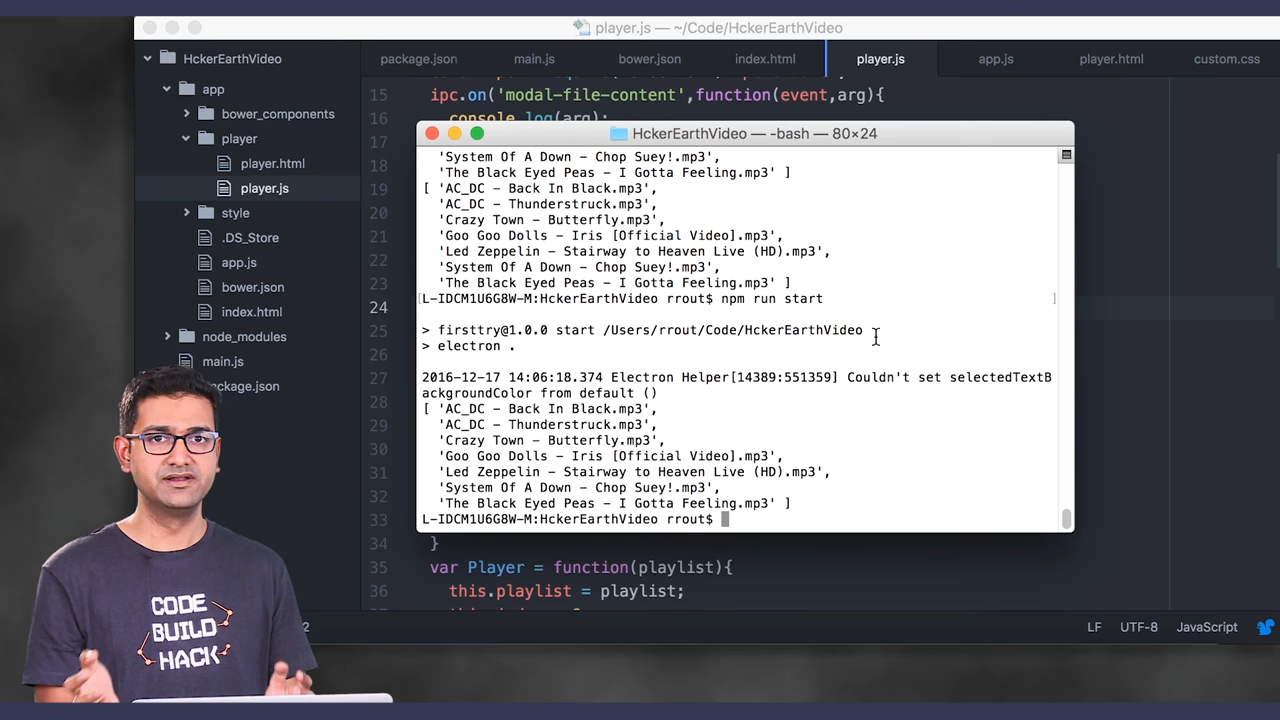 player.js — ~/Code/HckerEarthVideo
HckerEarthVideo
package.json
main.js
bower.json
index.html
player.js
app.js
player.html
custom.css
app
bower_components
player
player.html
player.js
style
.DS_Store
app.js
bower.json
index.html
node_modules
main.js
ackage.json
15 ipc.on('modal-file-content',function(event,arg){
16 console.log(arg);
17
18
19
20
21
22
23
24
25
26
27
28
29
30
31
32
33
34 }
35 var Player = function(playlist){
36 this.playlist = playlist;
HckerEarthVideo — -bash — 80×24
'System Of A Down – Chop Suey!.mp3',
'The Black Eyed Peas – I Gotta Feeling.mp3' ]
[ 'AC_DC – Back In Black.mp3',
'AC_DC – Thunderstruck.mp3',
'Crazy Town – Butterfly.mp3',
'Goo Goo Dolls – Iris [Official Video].mp3',
'Led Zeppelin – Stairway to Heaven Live (HD).mp3',
'System Of A Down – Chop Suey!.mp3',
'The Black Eyed Peas – I Gotta Feeling.mp3' ]
[L-IDCM1U6G8W-M:HckerEarthVideo rrout$ npm run start ]
> firsttry@1.0.0 start /Users/rrout/Code/HckerEarthVideo
> electron .
2016-12-17 14:06:18.374 Electron Helper[14389:551359] Couldn't set selectedTextB
ackgroundColor from default ()
[ 'AC_DC – Back In Black.mp3',
'AC_DC – Thunderstruck.mp3',
'Crazy Town – Butterfly.mp3',
'Goo Goo Dolls – Iris [Official Video].mp3',
'Led Zeppelin – Stairway to Heaven Live (HD).mp3',
'System Of A Down – Chop Suey!.mp3',
'The Black Eyed Peas – I Gotta Feeling.mp3' ]
L-IDCM1U6G8W-M:HckerEarthVideo rrout$
2
LF
UTF-8
JavaScript
CODE
BUILD
HACK